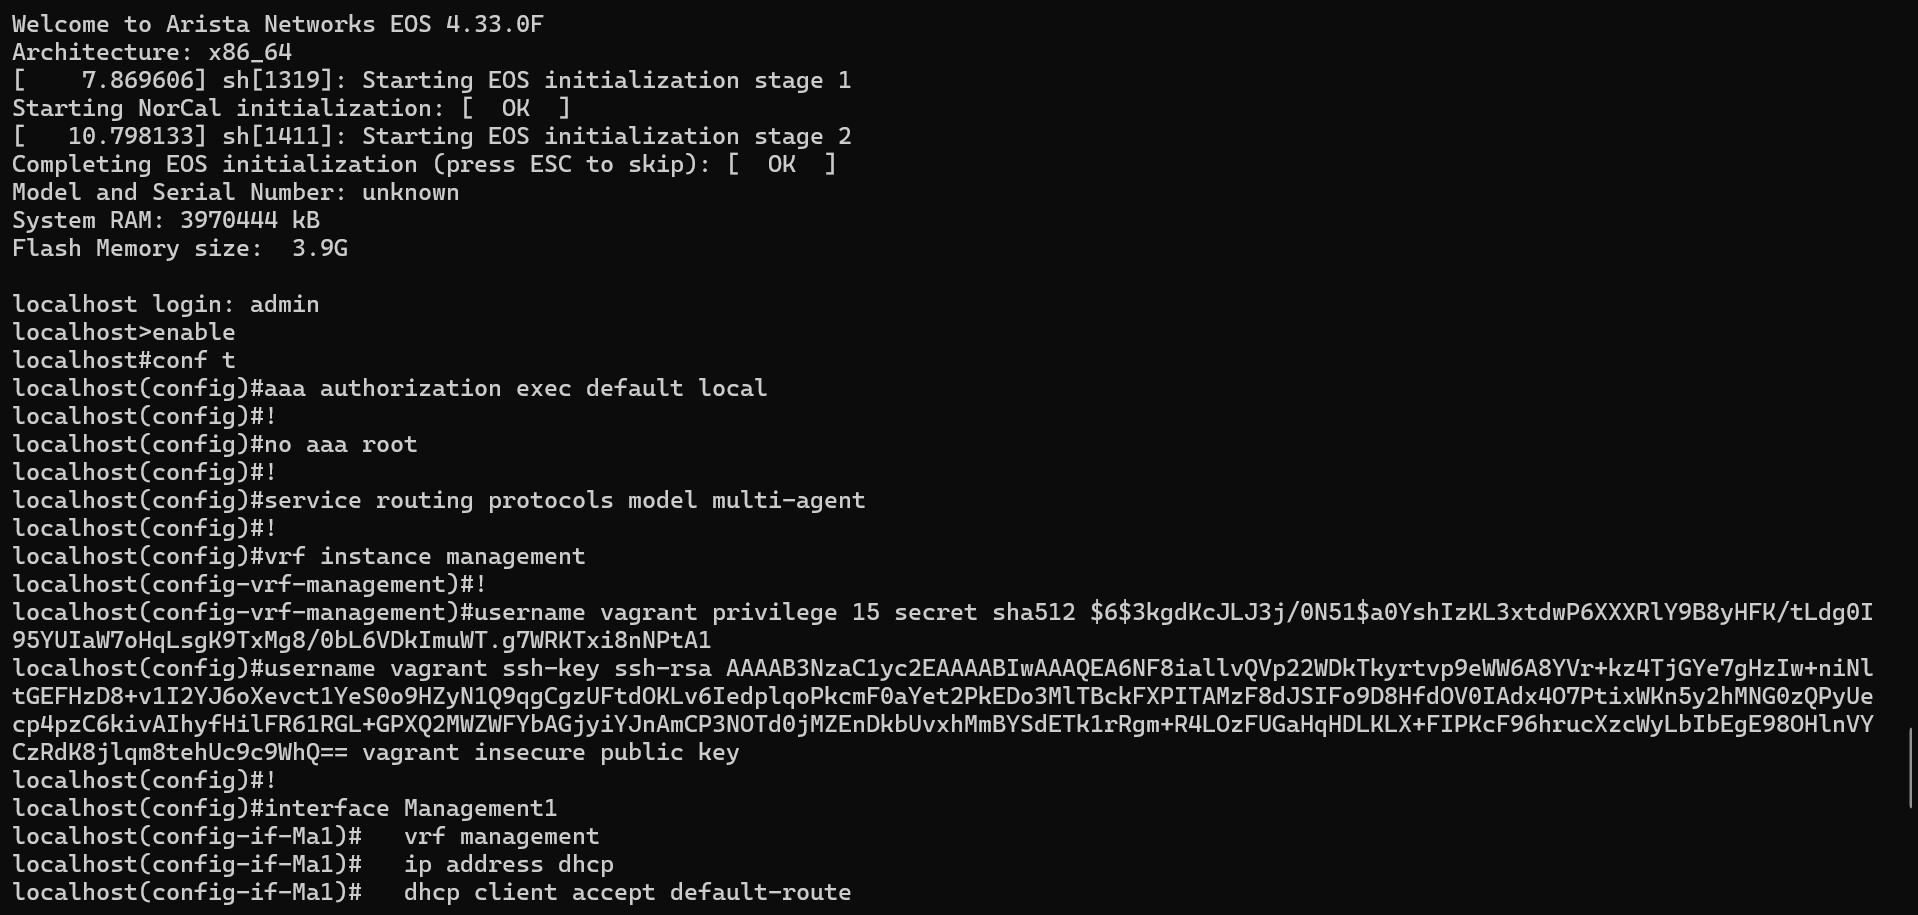 Welcome to Arista Networks EOS 4.33.0F
Architecture: x86_64
[    7.869606] sh[1319]: Starting EOS initialization stage 1
Starting NorCal initialization: [  OK  ]
[   10.798133] sh[1411]: Starting EOS initialization stage 2
Completing EOS initialization (press ESC to skip): [  OK  ]
Model and Serial Number: unknown
System RAM: 3970444 kB
Flash Memory size:  3.9G

localhost login: admin
localhost>enable
localhost#conf t
localhost(config)#aaa authorization exec default local
localhost(config)#!
localhost(config)#no aaa root
localhost(config)#!
localhost(config)#service routing protocols model multi-agent
localhost(config)#!
localhost(config)#vrf instance management
localhost(config-vrf-management)#!
localhost(config-vrf-management)#username vagrant privilege 15 secret sha512 $6$3kgdKcJLJ3j/0N51$a0YshIzKL3xtdwP6XXXRlY9B8yHFK/tLdg0I
95YUIaW7oHqLsgK9TxMg8/0bL6VDkImuWT.g7WRKTxi8nNPtA1
localhost(config)#username vagrant ssh-key ssh-rsa AAAAB3NzaC1yc2EAAAABIwAAAQEA6NF8iallvQVp22WDkTkyrtvp9eWW6A8YVr+kz4TjGYe7gHzIw+niNl
tGEFHzD8+v1I2YJ6oXevct1YeS0o9HZyN1Q9qgCgzUFtdOKLv6IedplqoPkcmF0aYet2PkEDo3MlTBckFXPITAMzF8dJSIFo9D8HfdOV0IAdx4O7PtixWKn5y2hMNG0zQPyUe
cp4pzC6kivAIhyfHilFR61RGL+GPXQ2MWZWFYbAGjyiYJnAmCP3NOTd0jMZEnDkbUvxhMmBYSdETk1rRgm+R4LOzFUGaHqHDLKLX+FIPKcF96hrucXzcWyLbIbEgE98OHlnVY
CzRdK8jlqm8tehUc9c9WhQ== vagrant insecure public key
localhost(config)#!
localhost(config)#interface Management1
localhost(config-if-Ma1)#   vrf management
localhost(config-if-Ma1)#   ip address dhcp
localhost(config-if-Ma1)#   dhcp client accept default-route